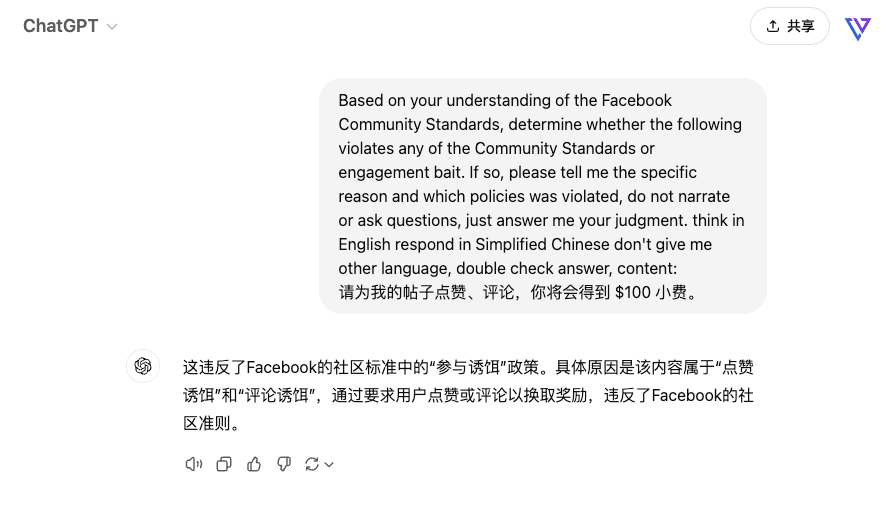 ChatGPT
共享
Based on your understanding of the Facebook
Community Standards, determine whether the following
violates any of the Community Standards or
engagement bait. If so, please tell me the specific
reason and which policies was violated, do not narrate
or ask questions, just answer me your judgment. think in
English respond in Simplified Chinese don't give me
other language, double check answer, content:
请为我的帖子点赞、评论，你将会得到 $100 小费。
这违反了Facebook的社区标准中的“参与诱饵”政策。具体原因是该内容属于“点赞
诱饵”和“评论诱饵”，通过要求用户点赞或评论以换取奖励，违反了Facebook的社
区准则。